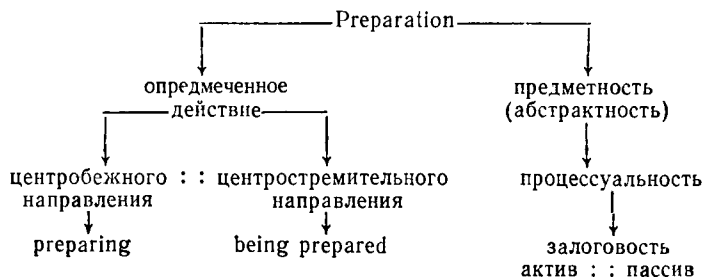 Preparation
опредмеченное
действие
предметность
(абстрактность)
центробежного : : центростремительного
направления направления
процессуальность
preparing being prepared
залоговость
актив : : пассив